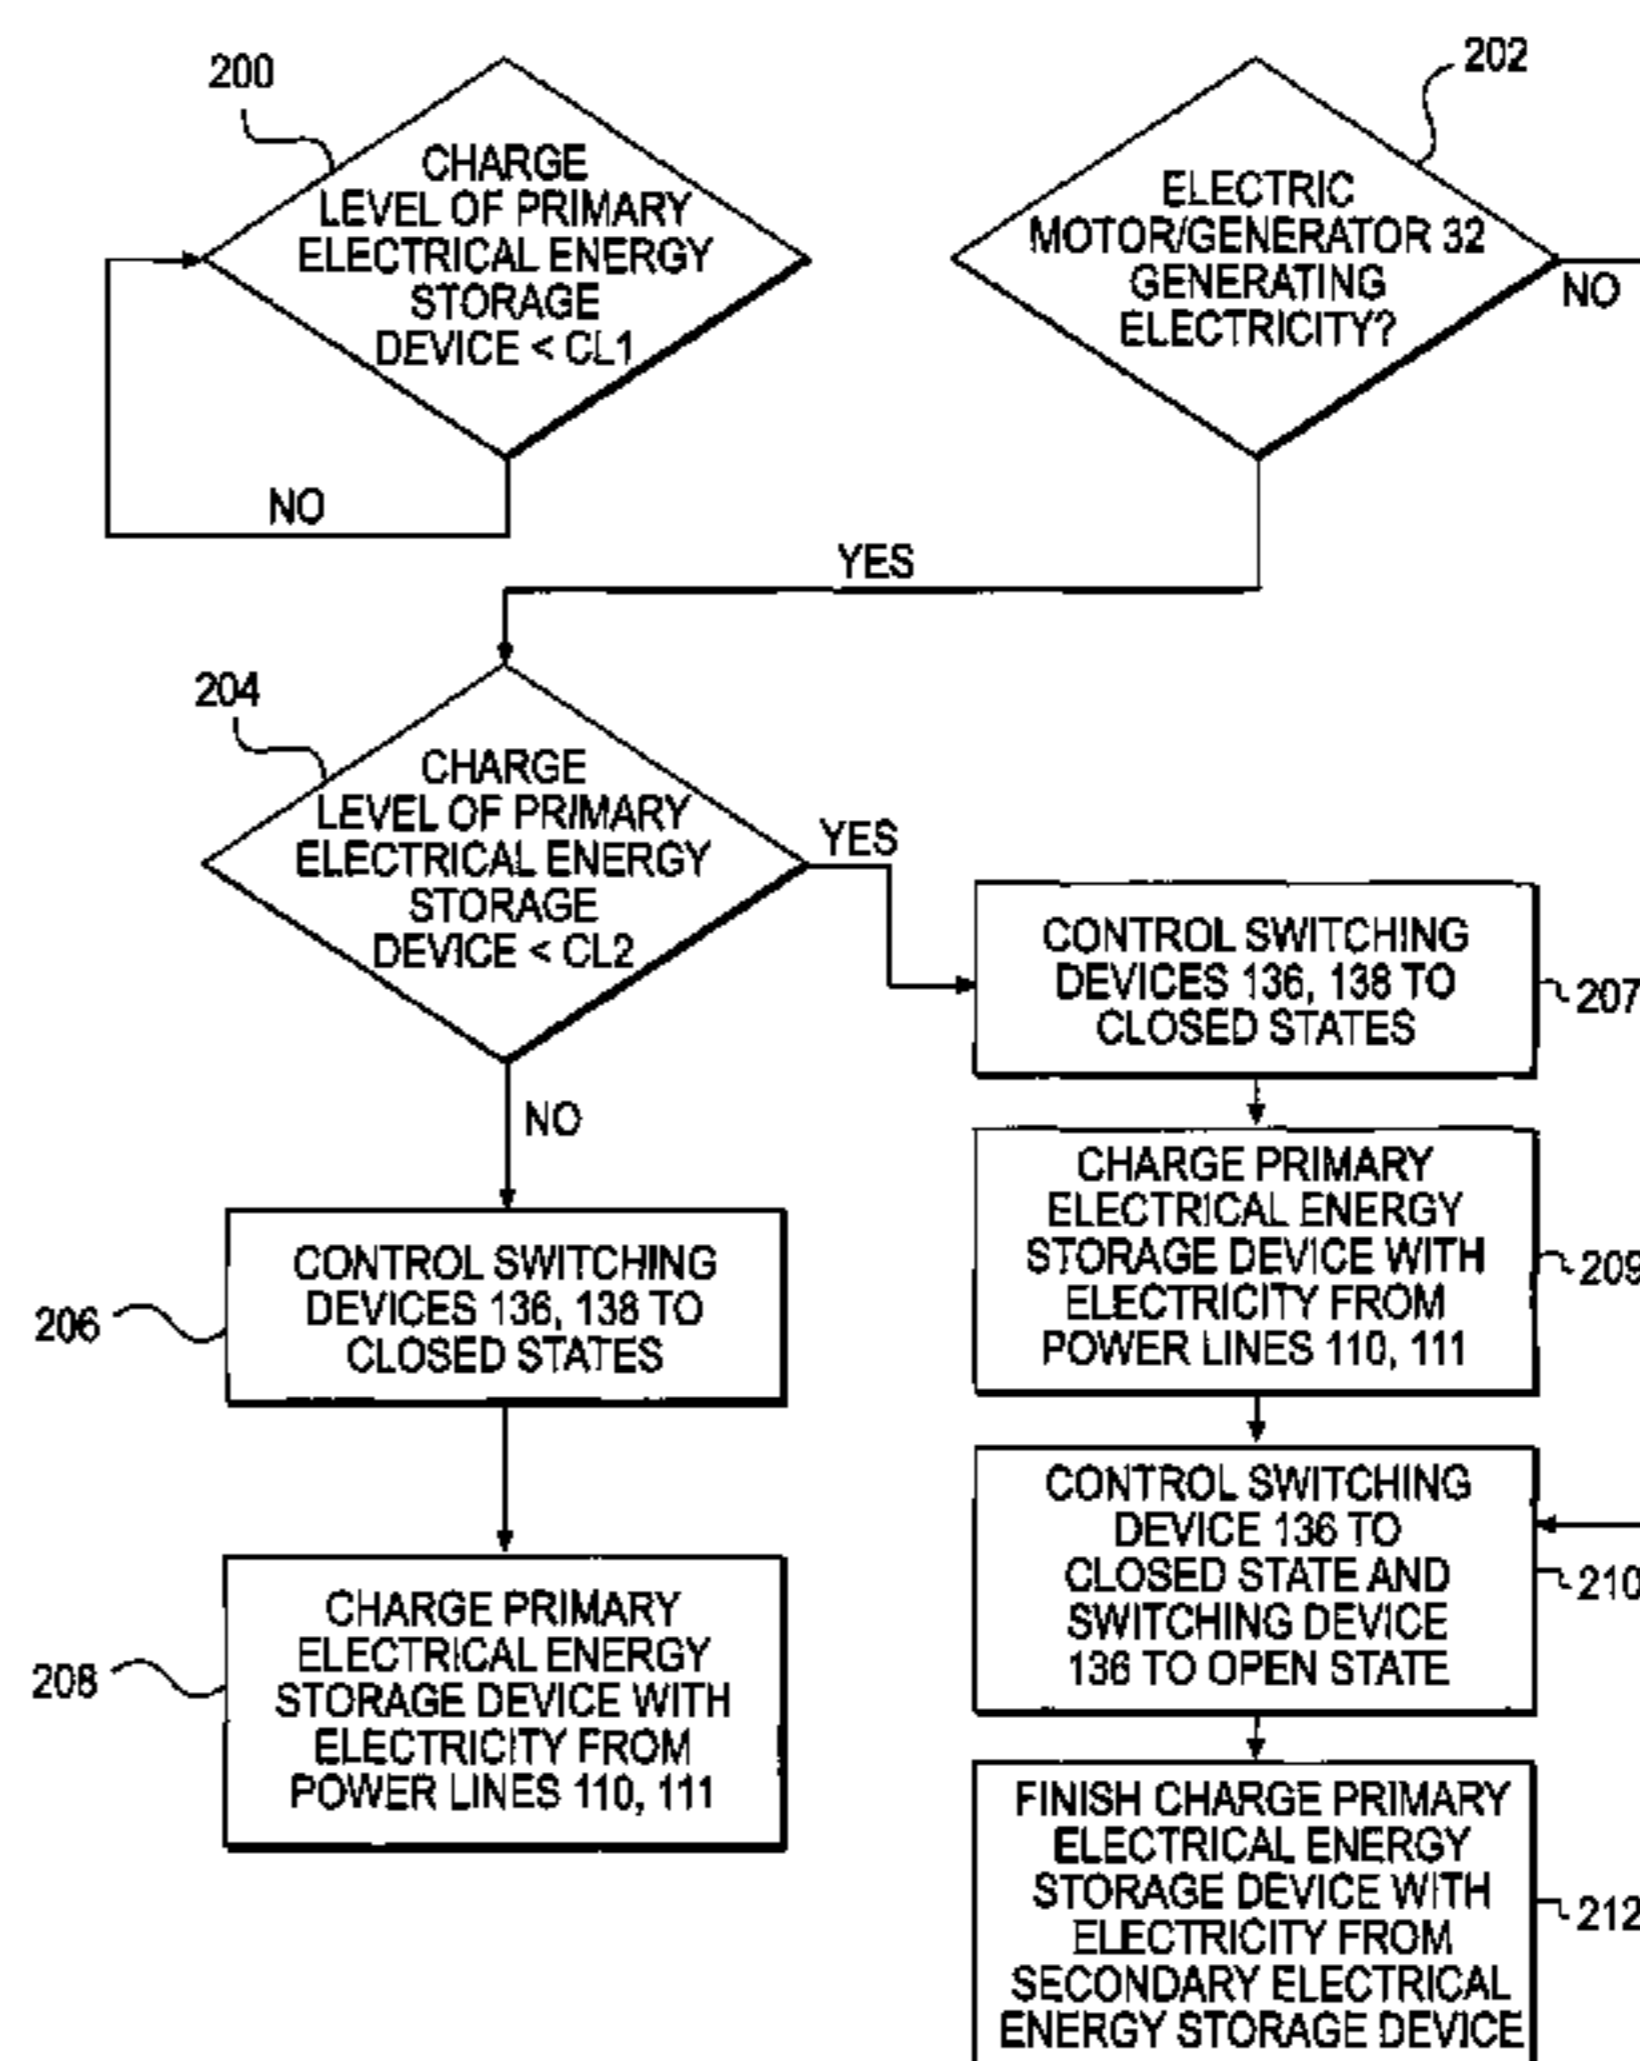 200
CHARGE
LEVEL OF PRIMARY
ELECTRICAL ENERGY
STORAGE
DEVICE < CL1
NO
202
ELECTRIC
MOTOR/GENERATOR 32
GENERATING
ELECTRICITY?
NO
YES
204
CHARGE
LEVEL OF PRIMARY
ELECTRICAL ENERGY
STORAGE
DEVICE < CL2
YES
NO
CONTROL SWITCHING
DEVICES 136, 138 TO
CLOSED STATES
207
CHARGE PRIMARY
ELECTRICAL ENERGY
STORAGE DEVICE WITH
ELECTRICITY FROM
POWER LINES 110, 111
209
206
CONTROL SWITCHING
DEVICES 136, 138 TO
CLOSED STATES
CONTROL SWITCHING
DEVICE 136 TO
CLOSED STATE AND
SWITCHING DEVICE
136 TO OPEN STATE
210
208
CHARGE PRIMARY
ELECTRICAL ENERGY
STORAGE DEVICE WITH
ELECTRICITY FROM
POWER LINES 110, 111
FINISH CHARGE PRIMARY
ELECTRICAL ENERGY
STORAGE DEVICE WITH
ELECTRICITY FROM
SECONDARY ELECTRICAL
ENERGY STORAGE DEVICE
212